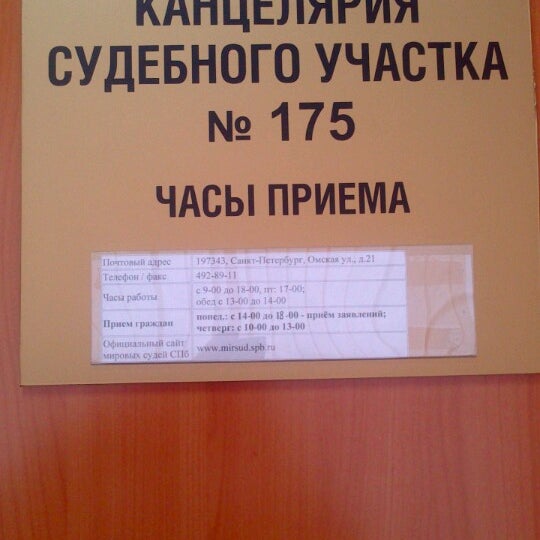 КАНЦЕЛЯРИЯ
СУДЕБНОГО УЧАСТКА
№ 175
ЧАСЫ ПРИЕМА
Почтовый адрес 197343, Санкт-Петербург, Омская ул., д.21
Телефон / факс 492-89-11
Часы работы с 9-00 до 18-00, пт: 17-00;
обед с 13-00 до 14-00
Прием граждан понед.: с 14-00 до 18-00 - приём заявлений;
четверг: с 10-00 до 13-00
Официальный сайт www.mirsud.spb.ru
мировых судей СПб